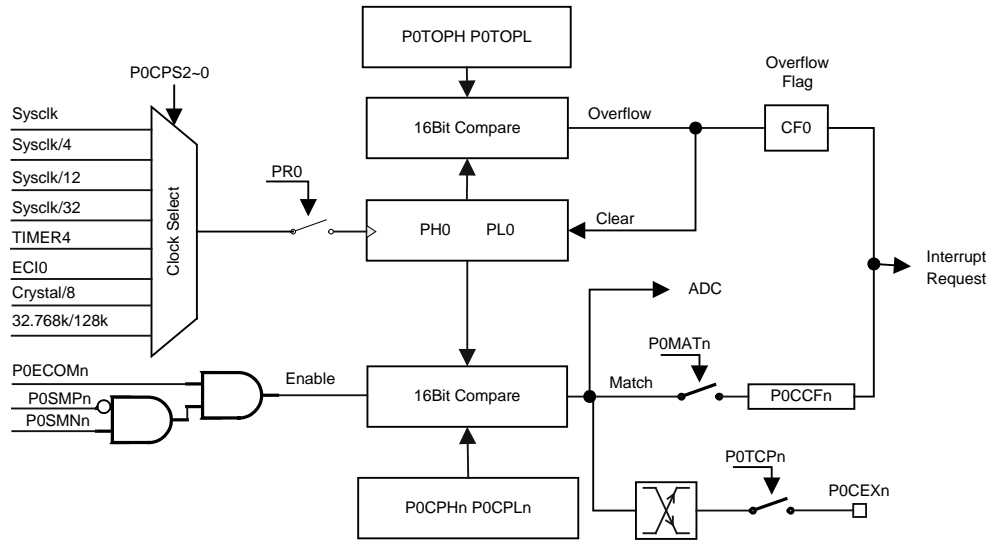 P0TOPH P0TOPL
P0CPS2~0
Overflow
Flag
Sysclk
Sysclk/4
Sysclk/12
Sysclk/32
TIMER4
ECI0
Crystal/8
32.768k/128k
Clock Select
PR0
16Bit Compare
Overflow
CF0
PH0 PL0
Clear
Interrupt
Request
ADC
P0MATn
P0ECOMn
P0SMPn
P0SMNn
Enable
16Bit Compare
Match
P0CCFn
P0TCPn
P0CEXn
P0CPHn P0CPLn